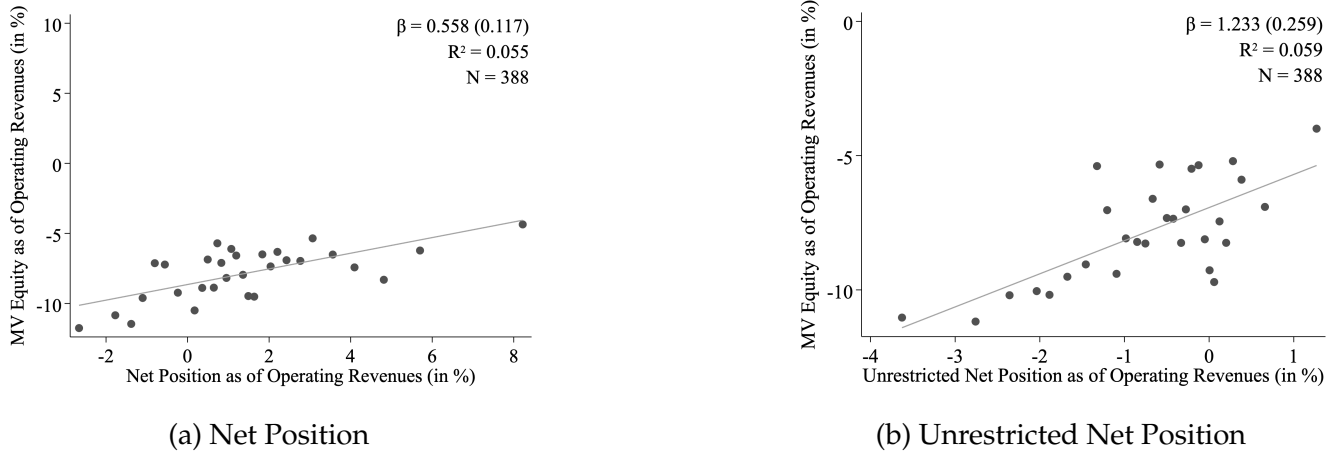 MV Equity as of Operating Revenues (in %)
10
5
0
-5
-10
β = 0.558 (0.117)
R² = 0.055
N = 388
-2 0 2 4 6 8
Net Position as of Operating Revenues (in %)
(a) Net Position
MV Equity as of Operating Revenues (in %)
0
-5
-10
β = 1.233 (0.259)
R² = 0.059
N = 388
-4 -3 -2 -1 0 1
Unrestricted Net Position as of Operating Revenues (in %)
(b) Unrestricted Net Position